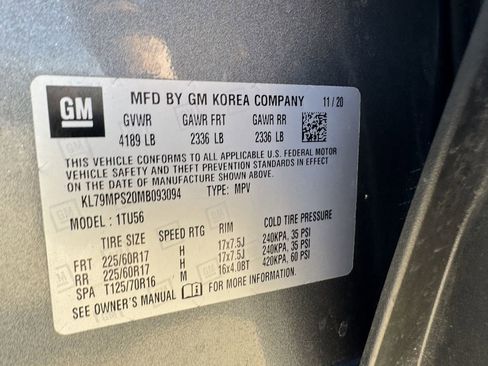 GM
MFD BY GM KOREA COMPANY 11/20
GVWR GAWR FRT GAWR RR
4189 LB 2336 LB 2336 LB
THIS VEHICLE CONFORMS TO ALL APPLICABLE U.S. FEDERAL MOTOR
VEHICLE SAFETY AND THEFT PREVENTION STANDARDS IN EFFECT ON
THE DATE OF MANUFACTURE SHOWN ABOVE.
KL79MPS20MB093094 TYPE: MPV
MODEL : 1TU56
TIRE SIZE SPEED RTG RIM COLD TIRE PRESSURE
FRT 225/60R17 H 17x7.5J 240KPA, 35 PSI
RR 225/60R17 H 17x7.5J 240KPA, 35 PSI
SPA T125/70R16 M 16x4.0BT 420KPA, 60 PSI
SEE OWNER'S MANUAL FOR MORE INFORMATION.